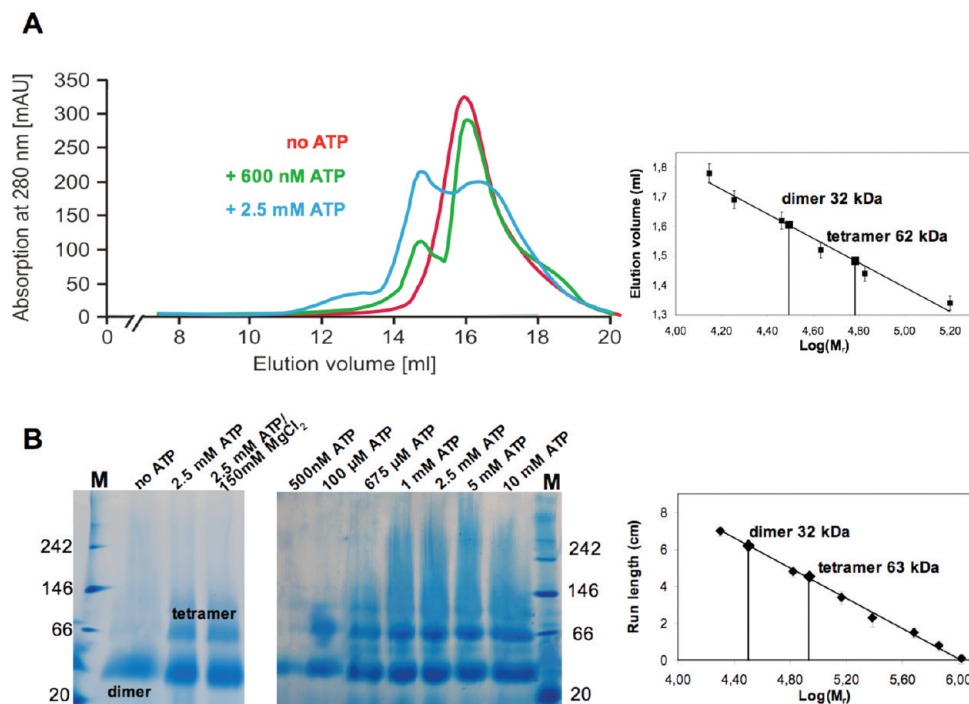 A
350
300
250
200
150
100
50
0
Absorption at 280 nm [mAU]
no ATP
+ 600 nM ATP
+ 2.5 mM ATP
0 10 12 14 16 18 20
Elution volume [ml]
1,8
1,7
1,6
1,5
1,4
1,3
Elution volume (ml)
dimer 32 kDa
tetramer 62 kDa
4,00 4,20 4,40 4,60 4,80 5,00 5,20
Log(Mr)
B
M
no ATP
2.5 mM ATP
2.5 mM ATP/
150mM MgCl2
242
146
66
20
tetramer
dimer
500nM ATP
100 µM ATP
675 µM ATP
1 mM ATP
2.5 mM ATP
5 mM ATP
10 mM ATP
M
242
146
66
20
8
6
4
2
0
Run length (cm)
dimer 32 kDa
tetramer 63 kDa
4,00 4,40 4,80 5,20 5,60 6,00
Log(Mr)